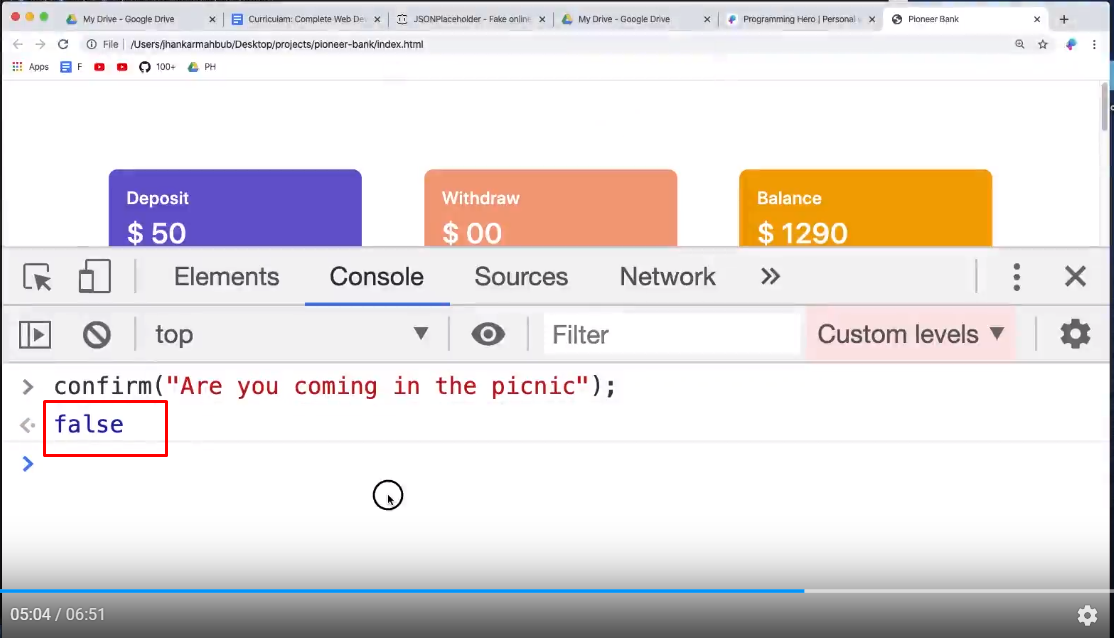 My Drive - Google Drive
Curriculam: Complete Web De
JSONPlaceholder - Fake online
My Drive - Google Drive
Programming Hero | Personal
Pioneer Bank
File | /Users/jhankarmahbub/Desktop/projects/pioneer-bank/index.html
Apps F 100+ PH
Deposit Withdraw Balance
$ 50 $ 00 $ 1290
Elements Console Sources Network »
top Filter Custom levels ▼
> confirm("Are you coming in the picnic");
false
>
05:04 / 06:51